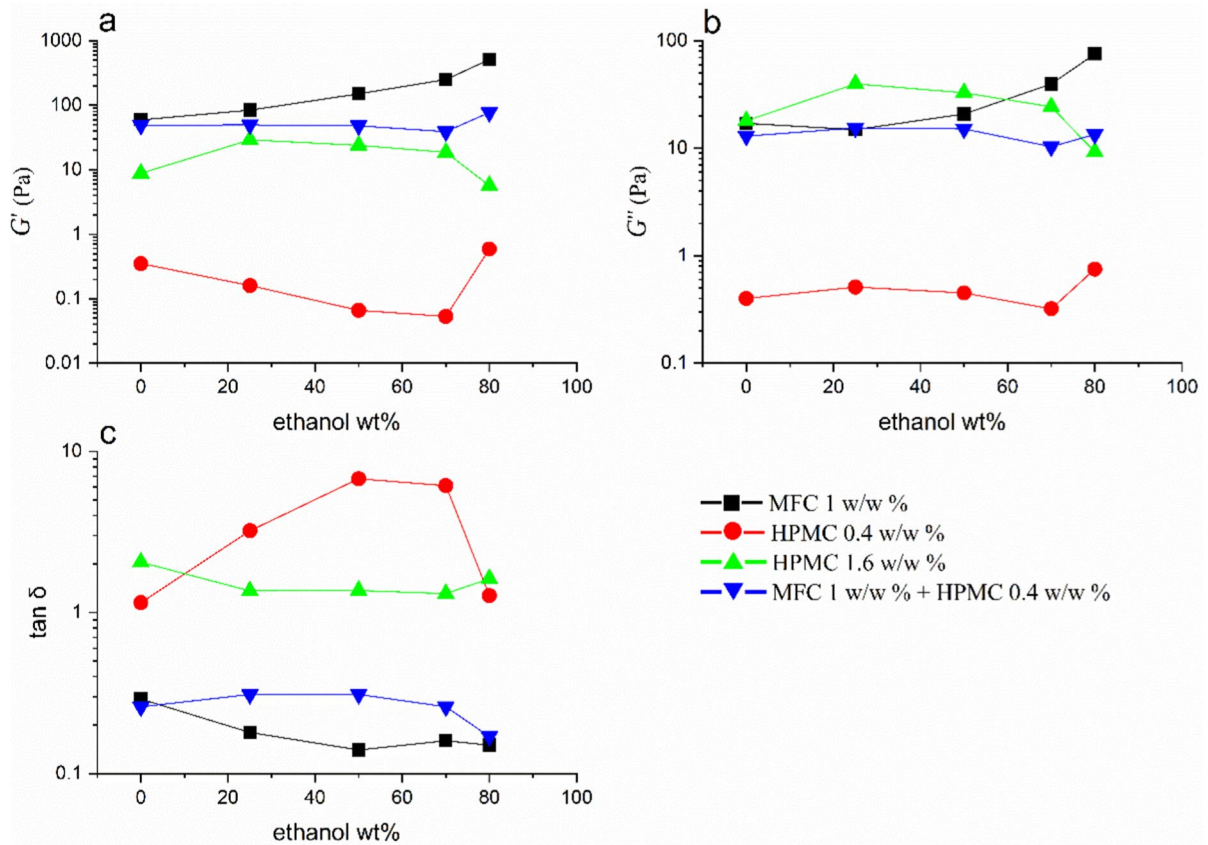 a
1000
100
10
1
0.1
0.01
G' (Pa)
0 20 40 60 80 100
ethanol wt%
b
100
10
1
0.1
G'' (Pa)
0 20 40 60 80 100
ethanol wt%
c
10
1
0.1
tan δ
0 20 40 60 80 100
ethanol wt%
MFC 1 w/w %
HPMC 0.4 w/w %
HPMC 1.6 w/w %
MFC 1 w/w % + HPMC 0.4 w/w %